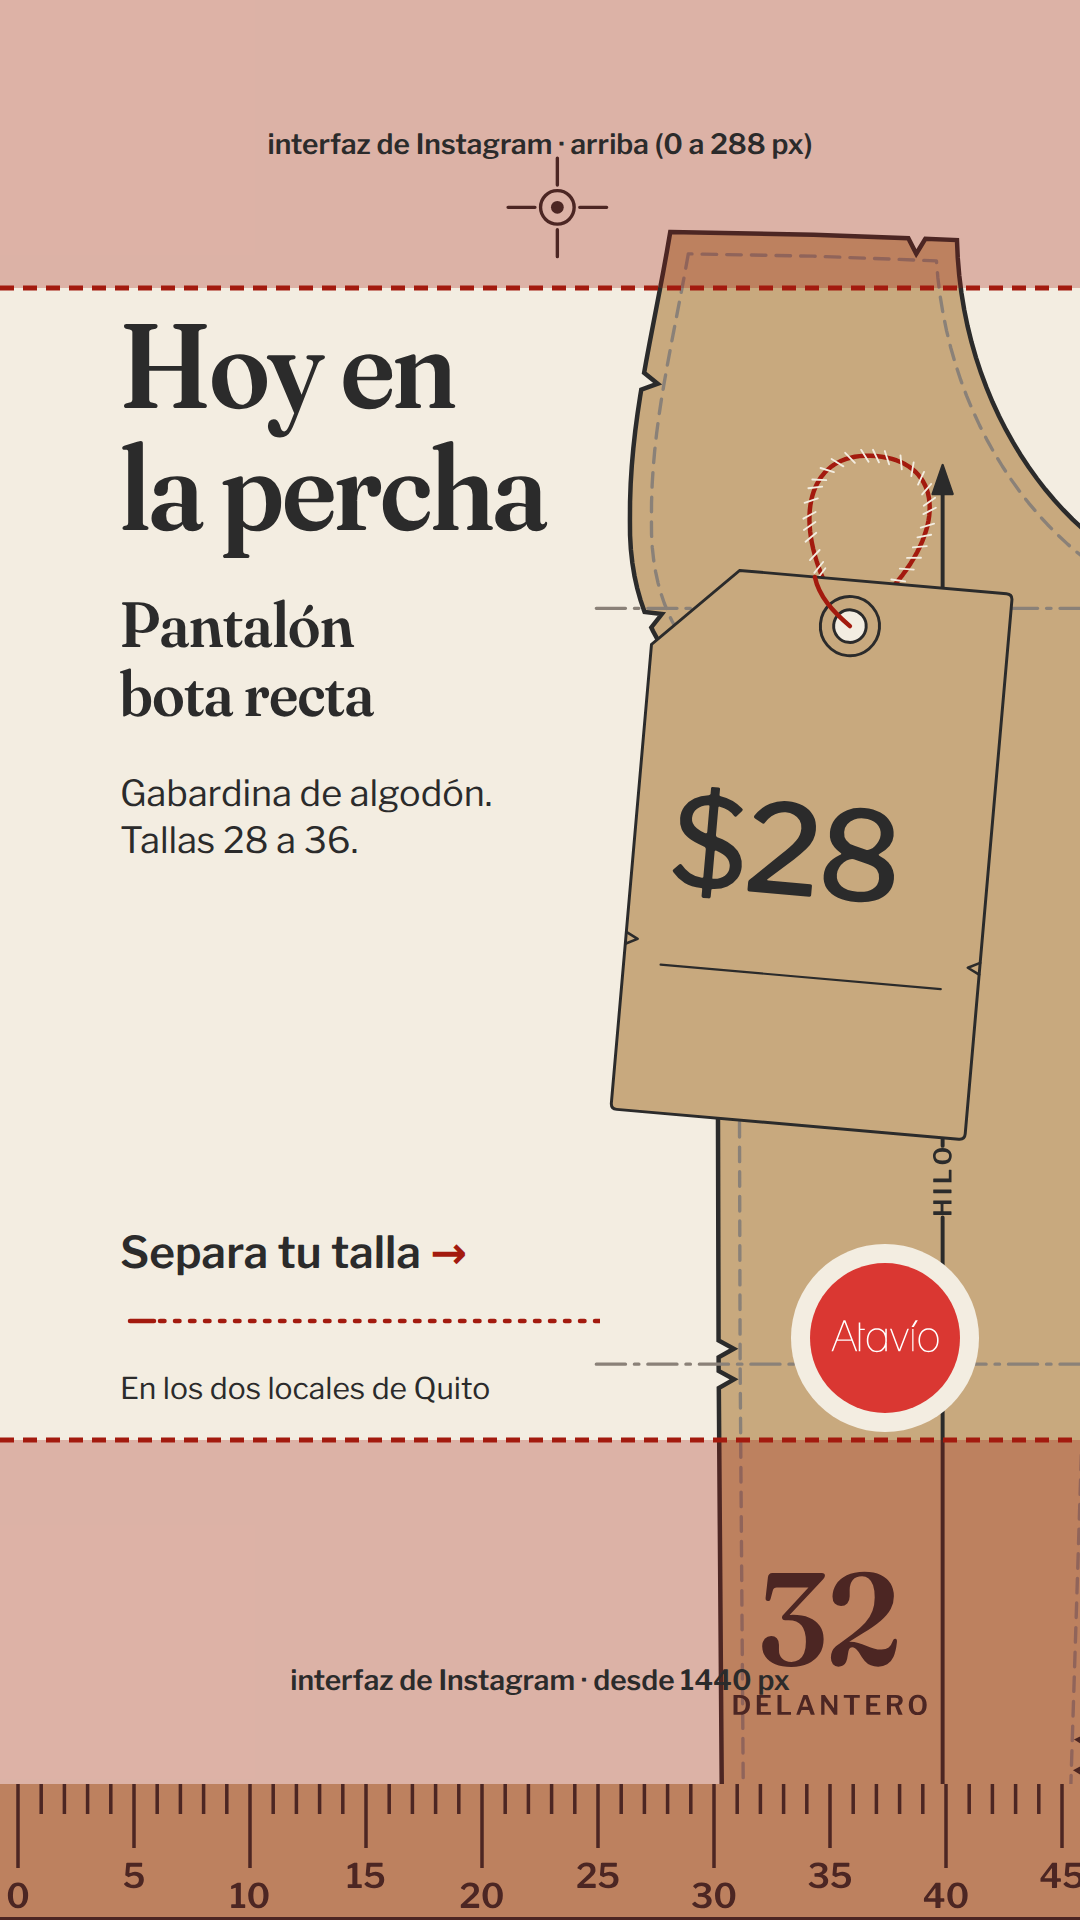 interfaz de Instagram · arriba (0 a 288 px)
Hoy en
la percha
Pantalón
bota recta
Gabardina de algodón.
Tallas 28 a 36.
$28
HILO
Separa tu talla →
Atavío
En los dos locales de Quito
32
interfaz de Instagram · desde 1440 px
DELANTERO
0 5 10 15 20 25 30 35 40 45